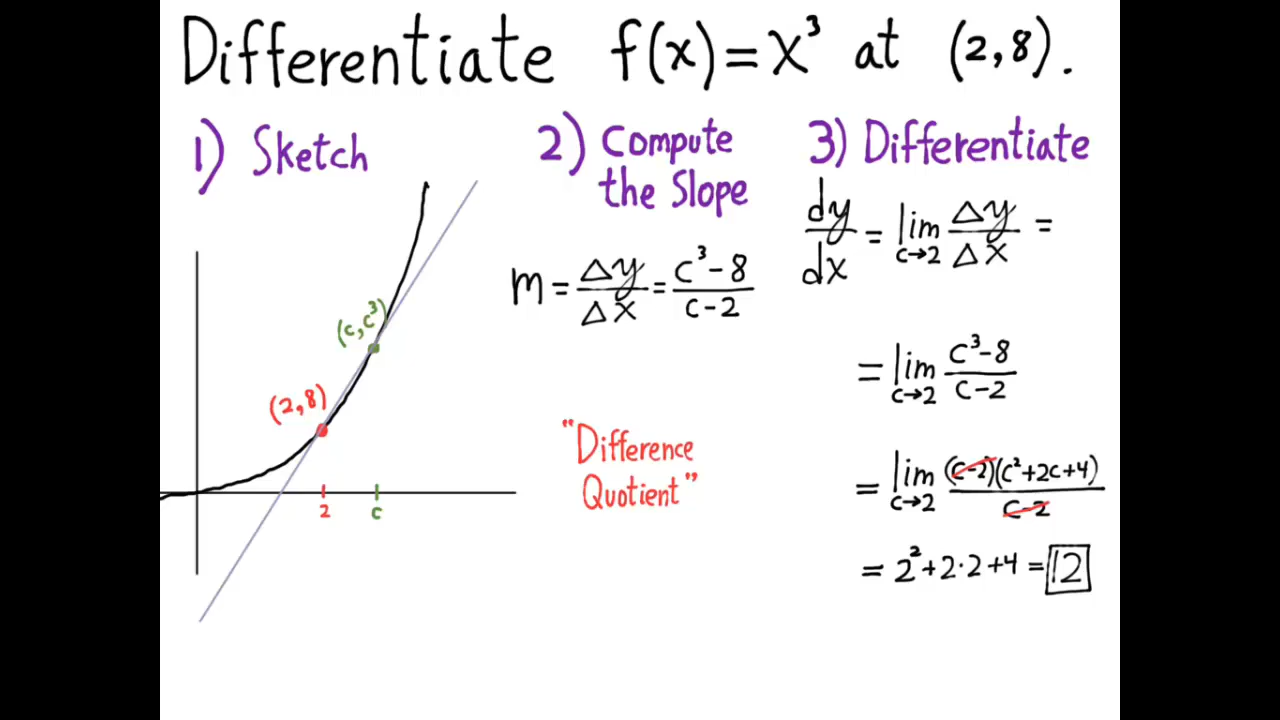 Differentiate f(x) = x³ at (2,8).
1) Sketch
(c, c³)
(2,8)
2
c
2) Compute
the Slope
m = Δy/Δx = c³-8/c-2
"Difference
Quotient"
3) Differentiate
dy/dx = lim c→2 Δy/Δx =
= lim c→2 c³-8/c-2
= lim c→2 (c-2)(c²+2c+4)/c-2
= 2²+2·2+4 = 12